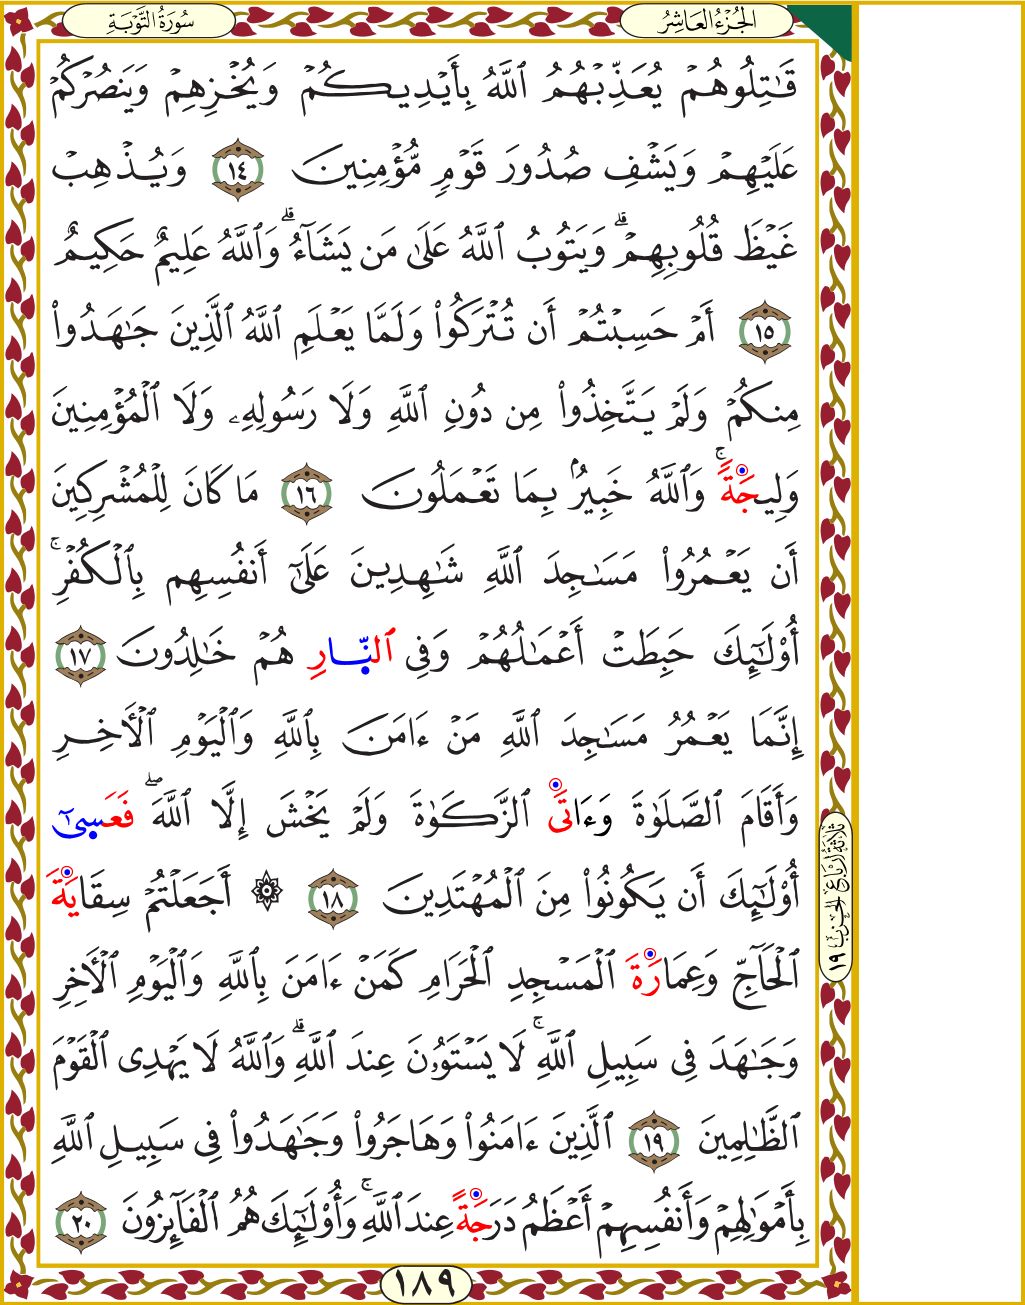 سُورَةُ التَّوۡبَةِ
الجُزۡءُ العَاشِرُ
قَٰتِلُوهُمۡ يُعَذِّبۡهُمُ ٱللَّهُ بِأَيۡدِيكُمۡ وَيُخۡزِهِمۡ وَيَنصُرۡكُمۡ
عَلَيۡهِمۡ وَيَشۡفِ صُدُورَ قَوۡمٖ مُّؤۡمِنِينَ ١٤ وَيُذۡهِبۡ
غَيۡظَ قُلُوبِهِمۡۗ وَيَتُوبُ ٱللَّهُ عَلَىٰ مَن يَشَآءُۗ وَٱللَّهُ عَلِيمٌ حَكِيمٌ
١٥ أَمۡ حَسِبۡتُمۡ أَن تُتۡرَكُواْ وَلَمَّا يَعۡلَمِ ٱللَّهُ ٱلَّذِينَ جَٰهَدُواْ
مِنكُمۡ وَلَمۡ يَتَّخِذُواْ مِن دُونِ ٱللَّهِ وَلَا رَسُولِهِۦ وَلَا ٱلۡمُؤۡمِنِينَ
وَلِيجَةٗۚ وَٱللَّهُ خَبِيرُۢ بِمَا تَعۡمَلُونَ ١٦ مَا كَانَ لِلۡمُشۡرِكِينَ
أَن يَعۡمُرُواْ مَسَٰجِدَ ٱللَّهِ شَٰهِدِينَ عَلَىٰٓ أَنفُسِهِم بِٱلۡكُفۡرِۚ
أُوْلَٰٓئِكَ حَبِطَتۡ أَعۡمَٰلُهُمۡ وَفِي ٱلنَّارِ هُمۡ خَٰلِدُونَ ١٧
إِنَّمَا يَعۡمُرُ مَسَٰجِدَ ٱللَّهِ مَنۡ ءَامَنَ بِٱللَّهِ وَٱلۡيَوۡمِ ٱلۡأٓخِرِ
وَأَقَامَ ٱلصَّلَوٰةَ وَءَاتَى ٱلزَّكَوٰةَ وَلَمۡ يَخۡشَ إِلَّا ٱللَّهَۖ فَعَسَىٰٓ
أُوْلَٰٓئِكَ أَن يَكُونُواْ مِنَ ٱلۡمُهۡتَدِينَ ١٨ ۞ أَجَعَلۡتُمۡ سِقَايَةَ
ٱلۡحَآجِّ وَعِمَارَةَ ٱلۡمَسۡجِدِ ٱلۡحَرَامِ كَمَنۡ ءَامَنَ بِٱللَّهِ وَٱلۡيَوۡمِ ٱلۡأٓخِرِ
وَجَٰهَدَ فِي سَبِيلِ ٱللَّهِۚ لَا يَسۡتَوُۥنَ عِندَ ٱللَّهِۗ وَٱللَّهُ لَا يَهۡدِي ٱلۡقَوۡمَ
ٱلظَّٰلِمِينَ ١٩ ٱلَّذِينَ ءَامَنُواْ وَهَاجَرُواْ وَجَٰهَدُواْ فِي سَبِيلِ ٱللَّهِ
بِأَمۡوَٰلِهِمۡ وَأَنفُسِهِمۡ أَعۡظَمُ دَرَجَةً عِندَ ٱللَّهِۚ وَأُوْلَٰٓئِكَ هُمُ ٱلۡفَآئِزُونَ ٢٠
ثَلَاثَةُ أَرۡبَاعِ الحِزۡبِ ١٩
١٨٩